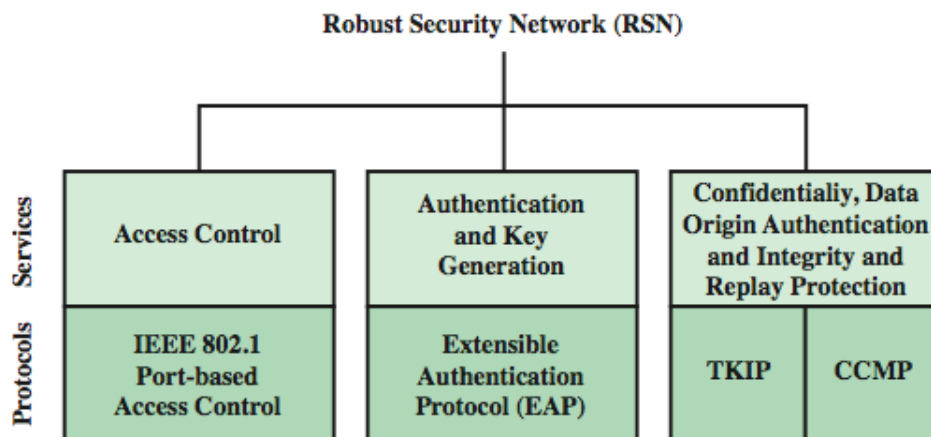 Robust Security Network (RSN)
Services
Access Control
Authentication
and Key
Generation
Confidentialiy, Data
Origin Authentication
and Integrity and
Replay Protection
Protocols
IEEE 802.1
Port-based
Access Control
Extensible
Authentication
Protocol (EAP)
TKIP
CCMP